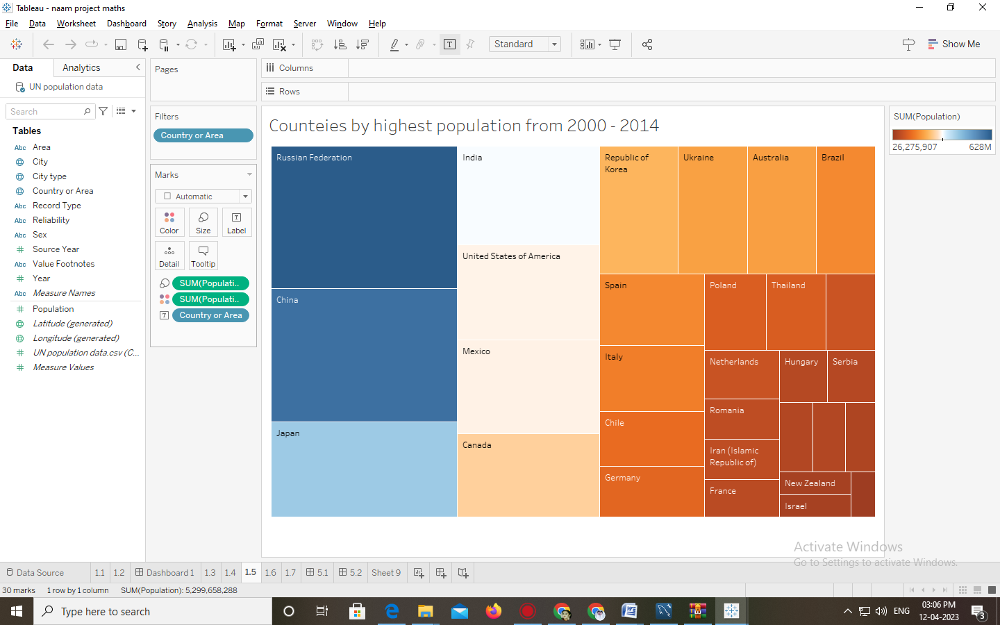 Tableau - naam project maths
File Data Worksheet Dashboard Story Analysis Map Format Server Window Help
Standard
Show Me
Data Analytics
UN population data
Search
Tables
Abc Area
City
City type
Country or Area
Abc Record Type
Abc Reliability
Abc Sex
Source Year
Abc Value Footnotes
Year
Abc Measure Names
Population
Latitude (generated)
Longitude (generated)
UN population data.csv (C...
Measure Values
Pages
Filters
Country or Area
Marks
Automatic
Color Size Label
Detail Tooltip
SUM(Populati..
SUM(Populati..
Country or Area
Columns
Rows
Counteies by highest population from 2000 - 2014
Russian Federation
China
Japan
India
United States of America
Mexico
Canada
Republic of
Korea
Ukraine
Australia
Brazil
Spain
Italy
Chile
Germany
Poland
Thailand
Netherlands
Romania
Iran (Islamic
Republic of)
France
Hungary
Serbia
New Zealand
Israel
SUM(Population)
26,275,907 628M
Activate Windows
Go to Settings to activate Windows.
Data Source 1.1 1.2 Dashboard 1 1.3 1.4 1.5 1.6 1.7 5.1 5.2 Sheet 9
30 marks 1 row by 1 column SUM(Population): 5,299,658,288
Type here to search
ENG
03:06 PM
12-04-2023
3